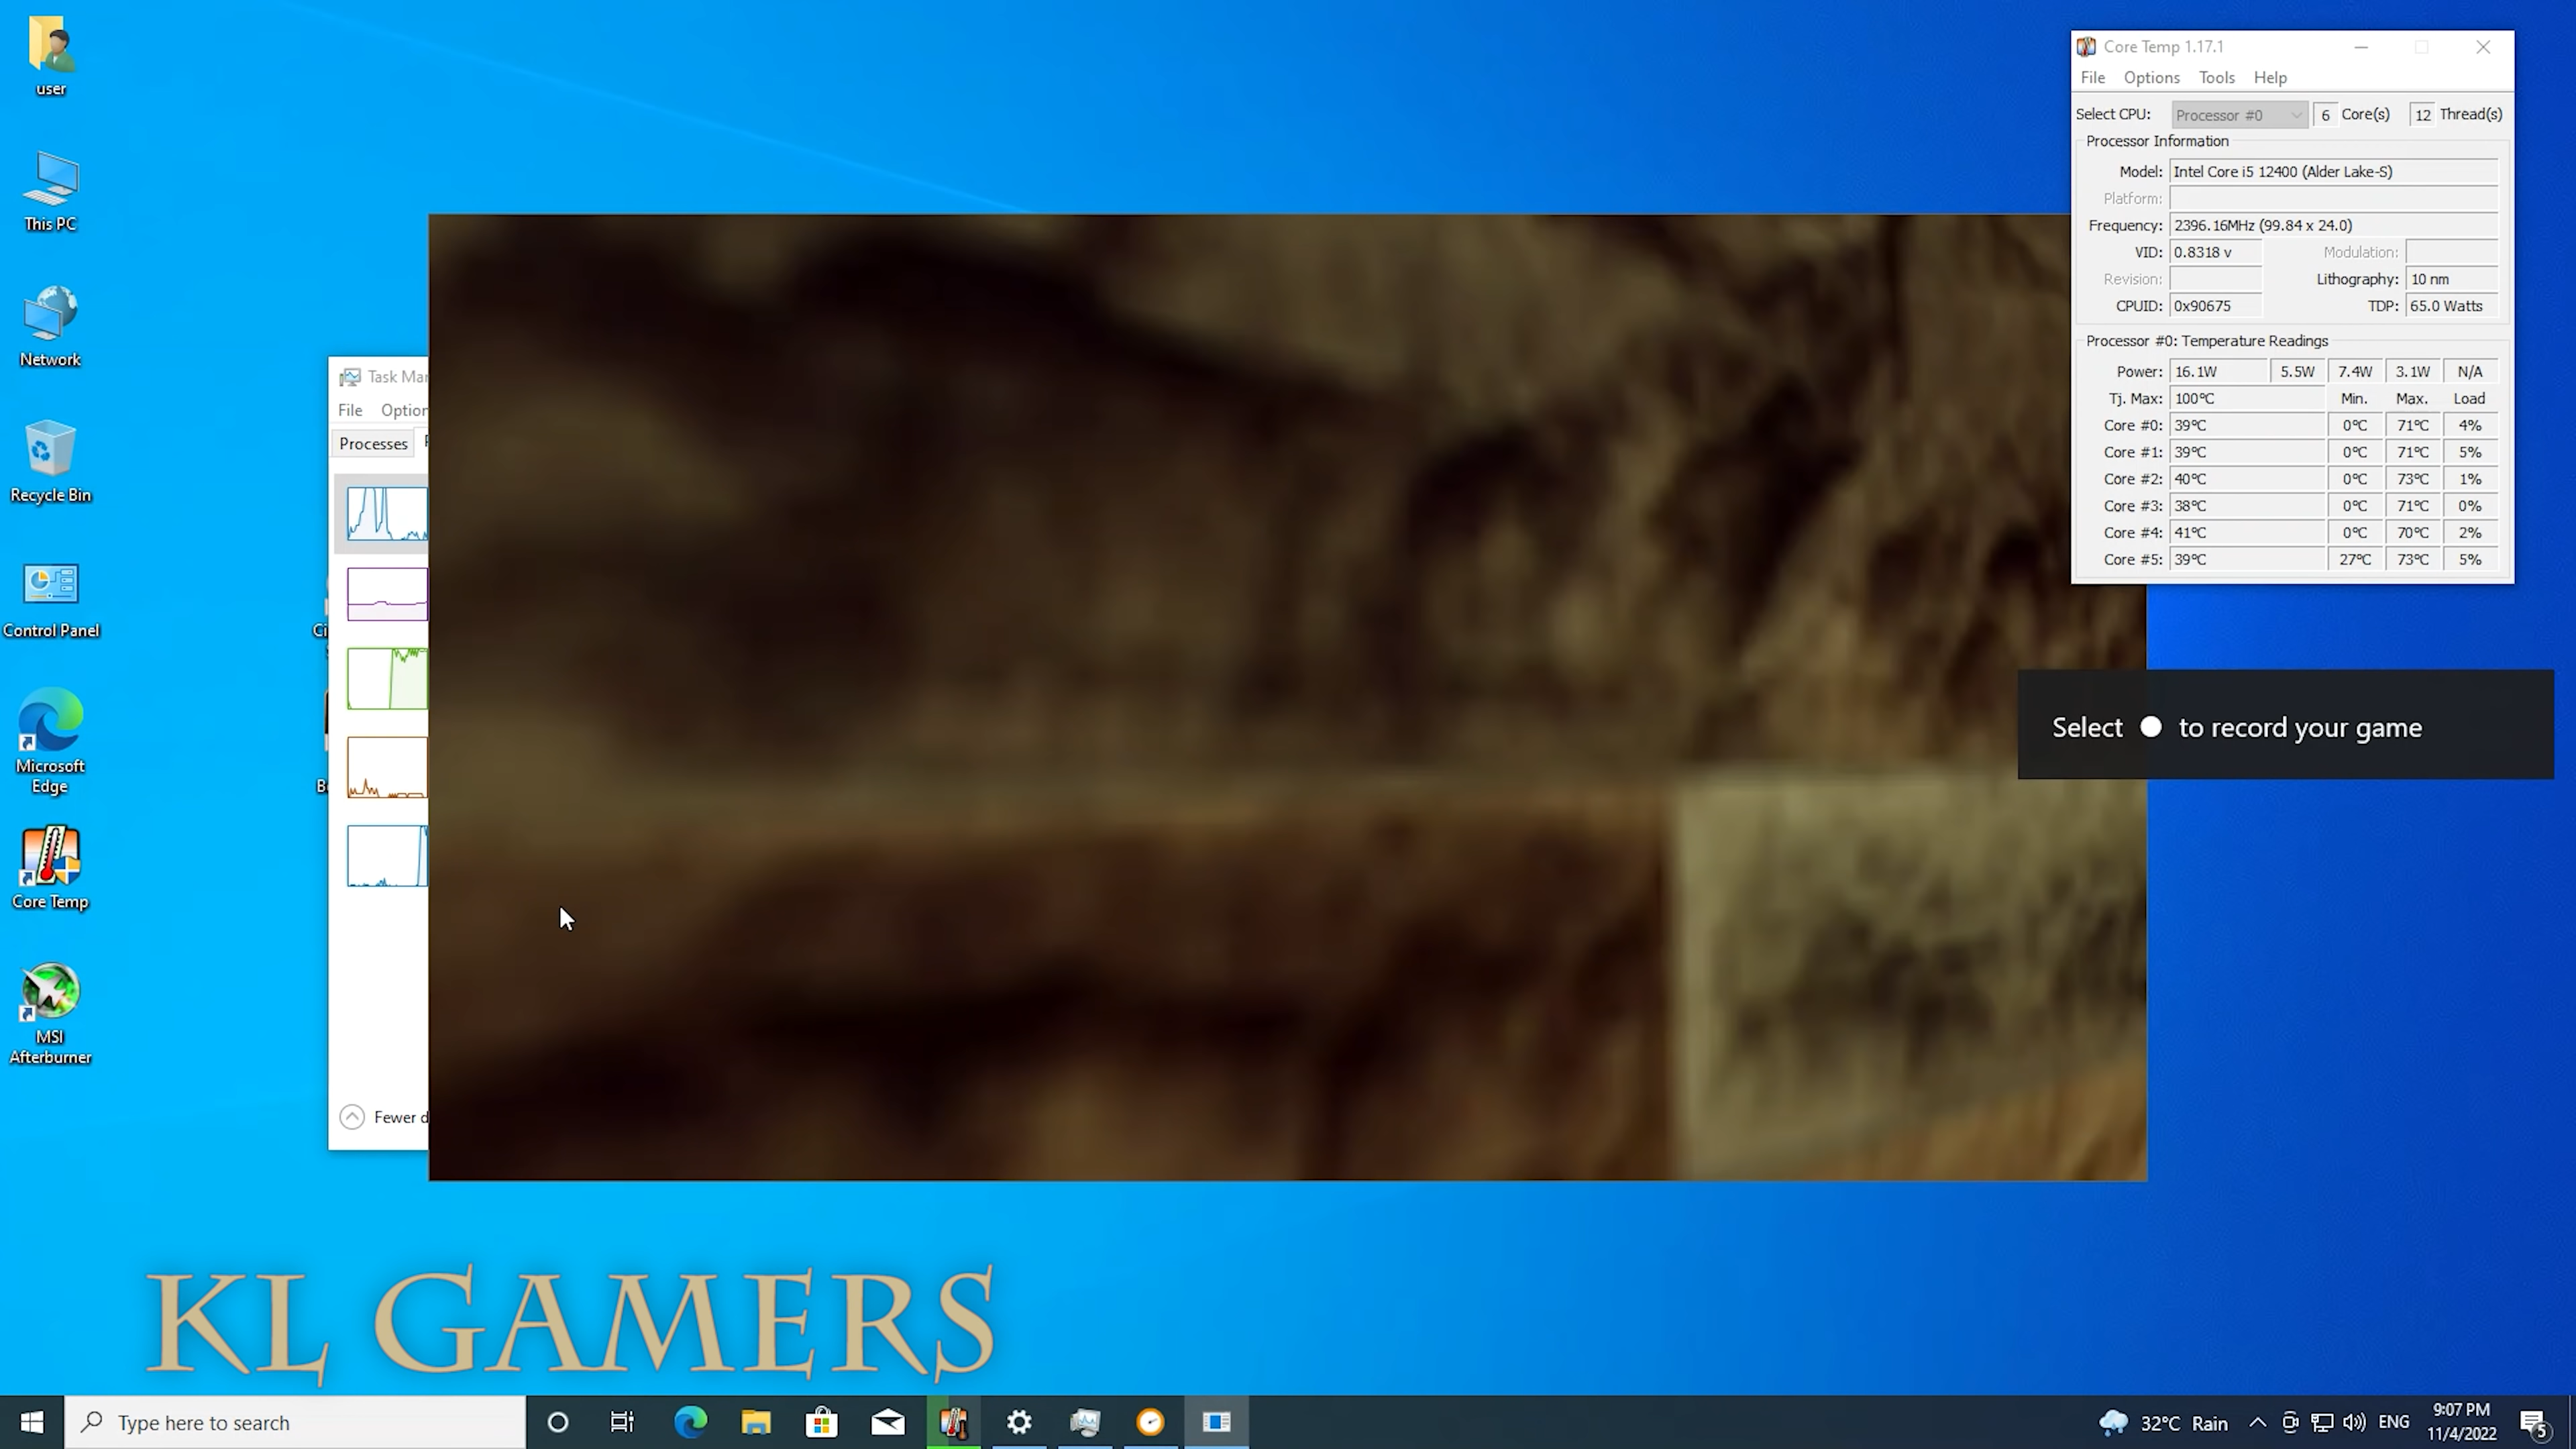 user
This PC
Network
Recycle Bin
Control Panel
Microsoft
Edge
Core Temp
MSI
Afterburner
Task Mar
File Option
Processes
Fewer d
Core Temp 1.17.1
File Options Tools Help
Select CPU: Processor #0 6 Core(s) 12 Thread(s)
Processor Information
Model: Intel Core i5 12400 (Alder Lake-S)
Platform:
Frequency: 2396.16MHz (99.84 x 24.0)
VID: 0.8318 v Modulation:
Revision: Lithography: 10 nm
CPUID: 0x90675 TDP: 65.0 Watts
Processor #0: Temperature Readings
Power: 16.1W 5.5W 7.4W 3.1W N/A
Tj. Max: 100°C Min. Max. Load
Core #0: 39°C 0°C 71°C 4%
Core #1: 39°C 0°C 71°C 5%
Core #2: 40°C 0°C 73°C 1%
Core #3: 38°C 0°C 71°C 0%
Core #4: 41°C 0°C 70°C 2%
Core #5: 39°C 27°C 73°C 5%
Select to record your game
KL GAMERS
Type here to search
32°C Rain ENG
9:07 PM
11/4/2022
5